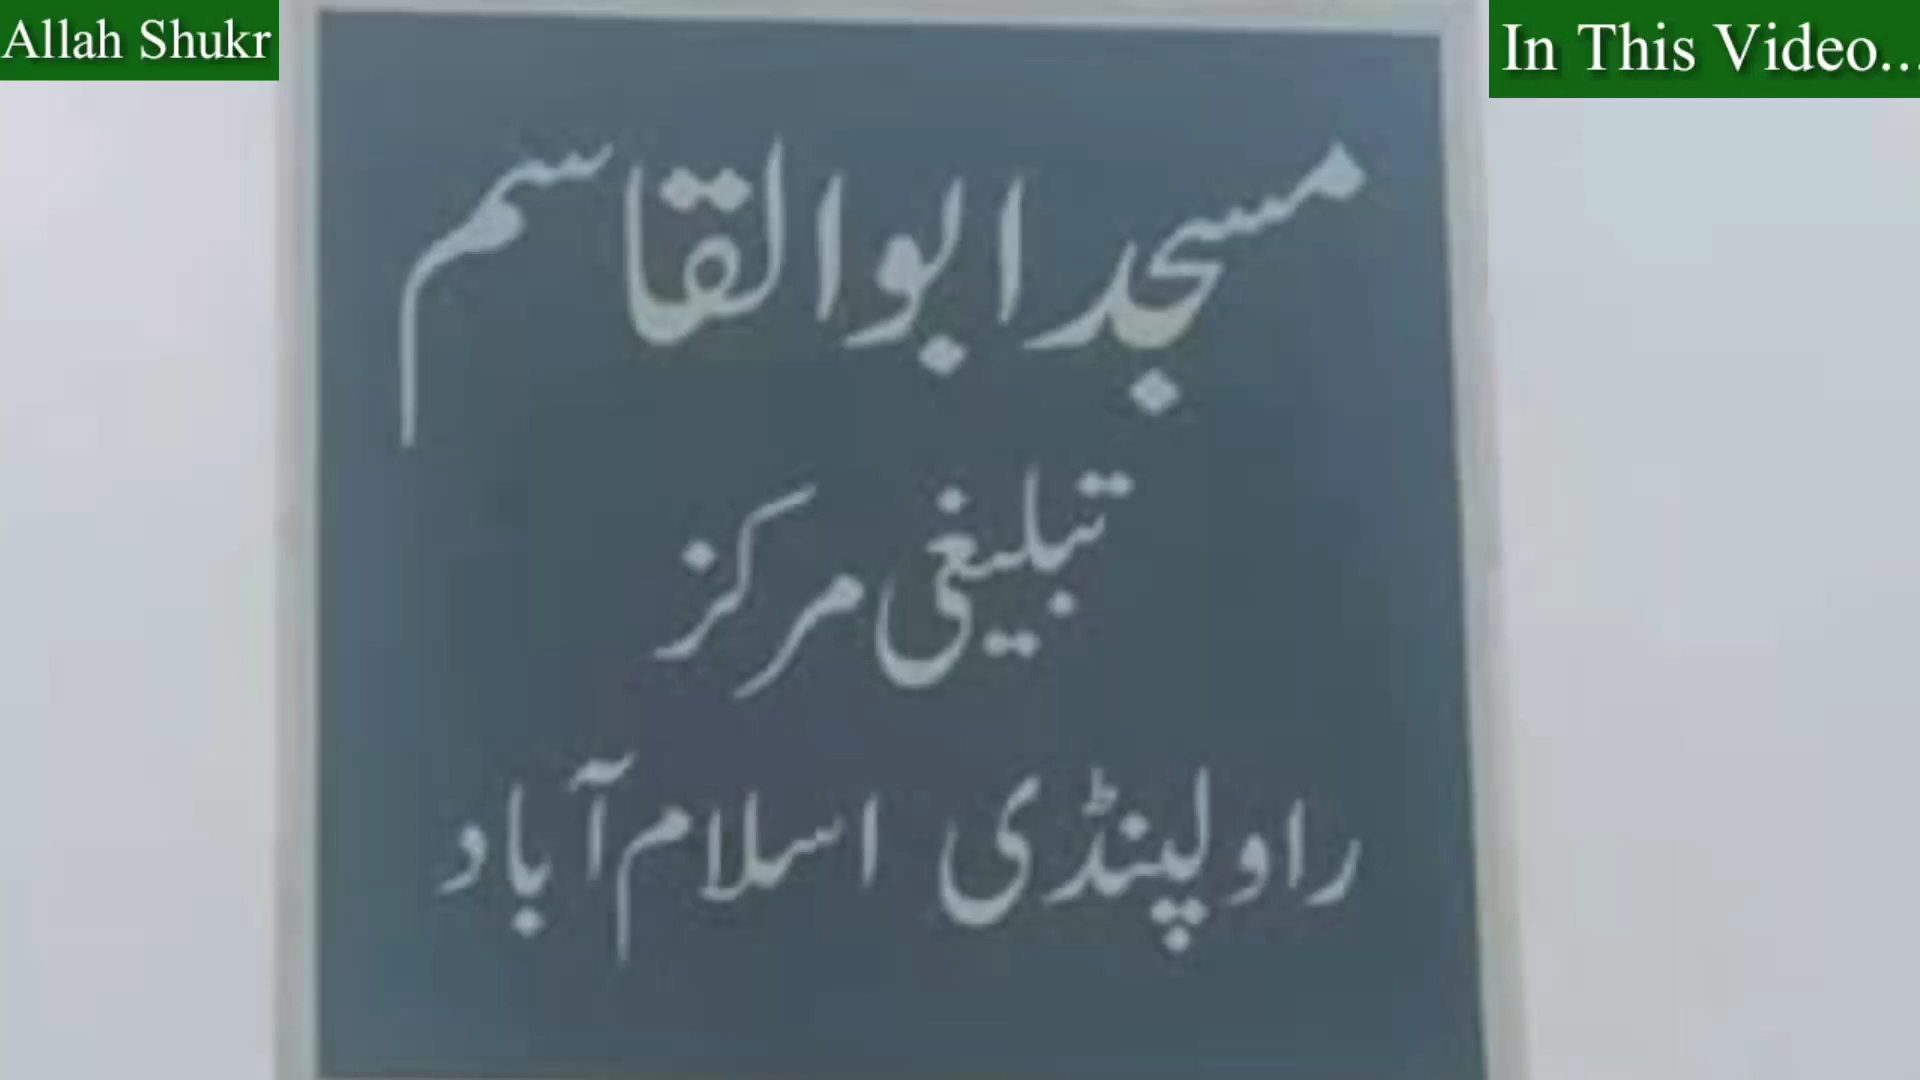 Allah Shukr
In This Video...
مسجد ابوالقاسم
تبلیغی مرکز
راولپنڈی اسلام آباد